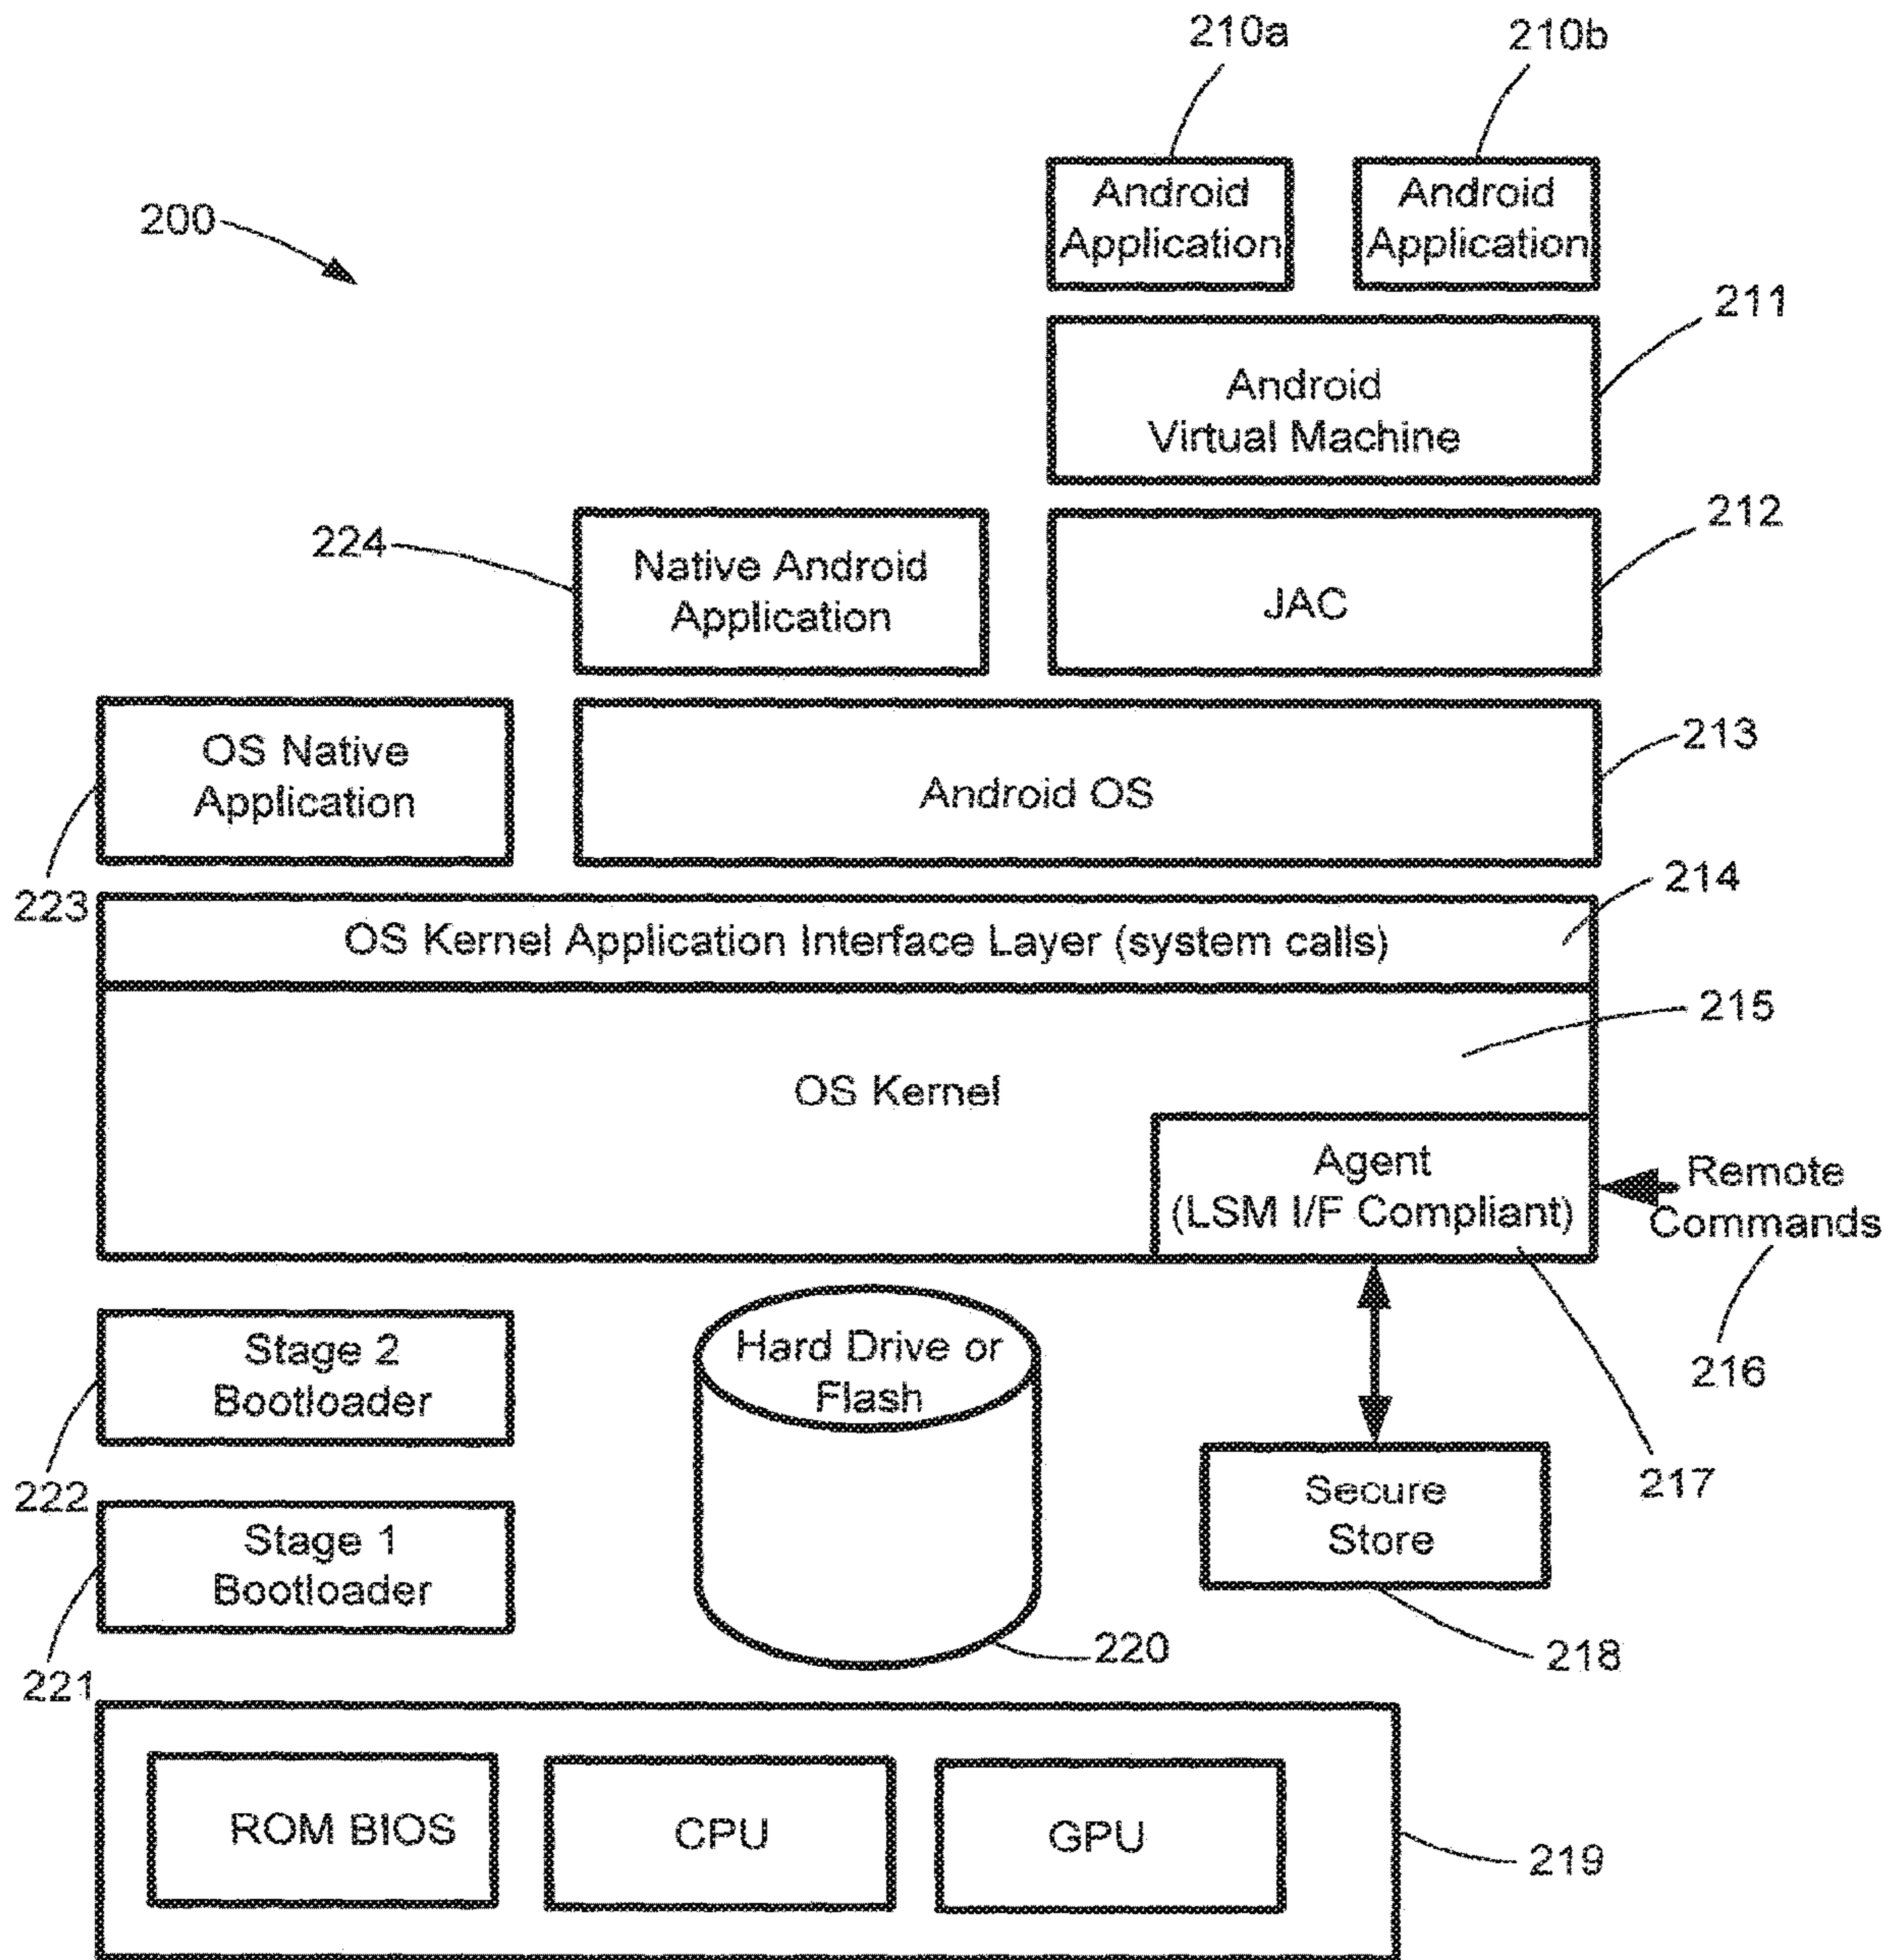 210a
210b
Android
Application
Android
Application
200
211
Android
Virtual Machine
212
224
Native Android
Application
JAC
213
OS Native
Application
Android OS
223
214
OS Kernel Application Interface Layer (system calls)
215
OS Kernel
Agent
(LSM I/F Compliant)
Remote
Commands
216
Stage 2
Bootloader
Hard Drive or
Flash
222
217
Secure
Store
Stage 1
Bootloader
220
218
221
ROM BIOS
CPU
GPU
219